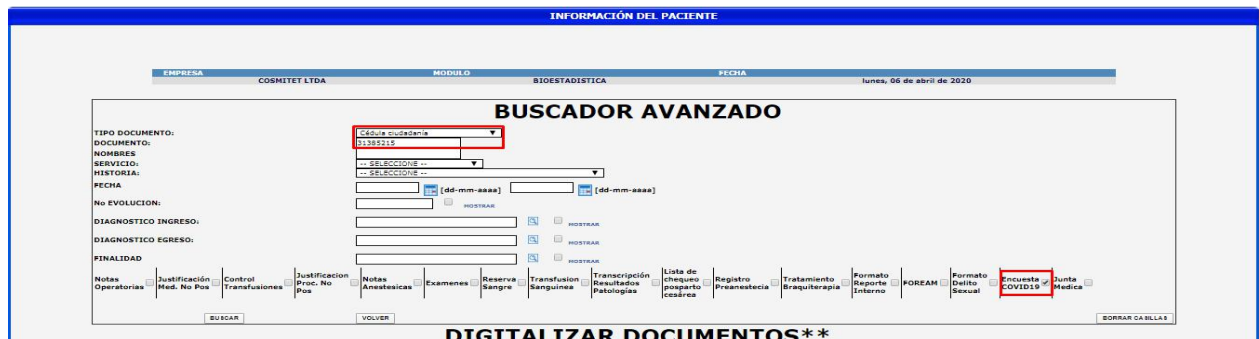 INFORMACIÓN DEL PACIENTE
EMPRESA MODULO FECHA
COSMITET LTDA BIOESTADISTICA lunes, 06 de abril de 2020
BUSCADOR AVANZADO
TIPO DOCUMENTO: Cédula ciudadanía
DOCUMENTO: 31385215
NOMBRES
SERVICIO: -- SELECCIONE --
HISTORIA: -- SELECCIONE --
FECHA [dd-mm-aaaa] [dd-mm-aaaa]
No EVOLUCION: MOSTRAR
DIAGNOSTICO INGRESO: MOSTRAR
DIAGNOSTICO EGRESO: MOSTRAR
FINALIDAD MOSTRAR
Notas Operatorias
Justificación Med. No Pos
Control Transfusiones
Justificacion Proc. No Pos
Notas Anestesicas
Examenes
Reserva Sangre
Transfusion Sanguinea
Transcripción Resultados Patologías
Lista de chequeo posparto cesárea
Registro Preanestecia
Tratamiento Braquiterapia
Formato Reporte Interno
FOREAM
Formato Delito Sexual
Encuesta COVID19
Junta Medica
BUSCAR VOLVER BORRAR CASILLAS
DIGITALIZAR DOCUMENTOS**